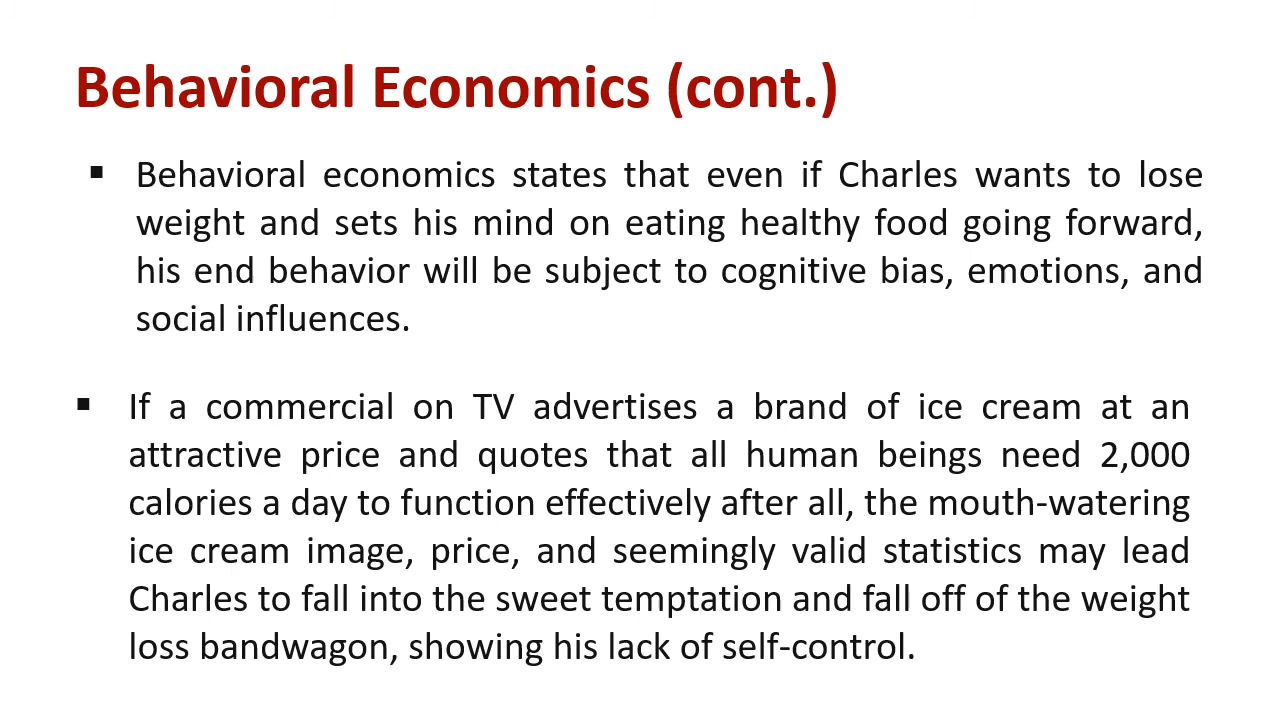 Behavioral Economics (cont.)
▪ Behavioral economics states that even if Charles wants to lose
weight and sets his mind on eating healthy food going forward,
his end behavior will be subject to cognitive bias, emotions, and
social influences.
▪ If a commercial on TV advertises a brand of ice cream at an
attractive price and quotes that all human beings need 2,000
calories a day to function effectively after all, the mouth-watering
ice cream image, price, and seemingly valid statistics may lead
Charles to fall into the sweet temptation and fall off of the weight
loss bandwagon, showing his lack of self-control.